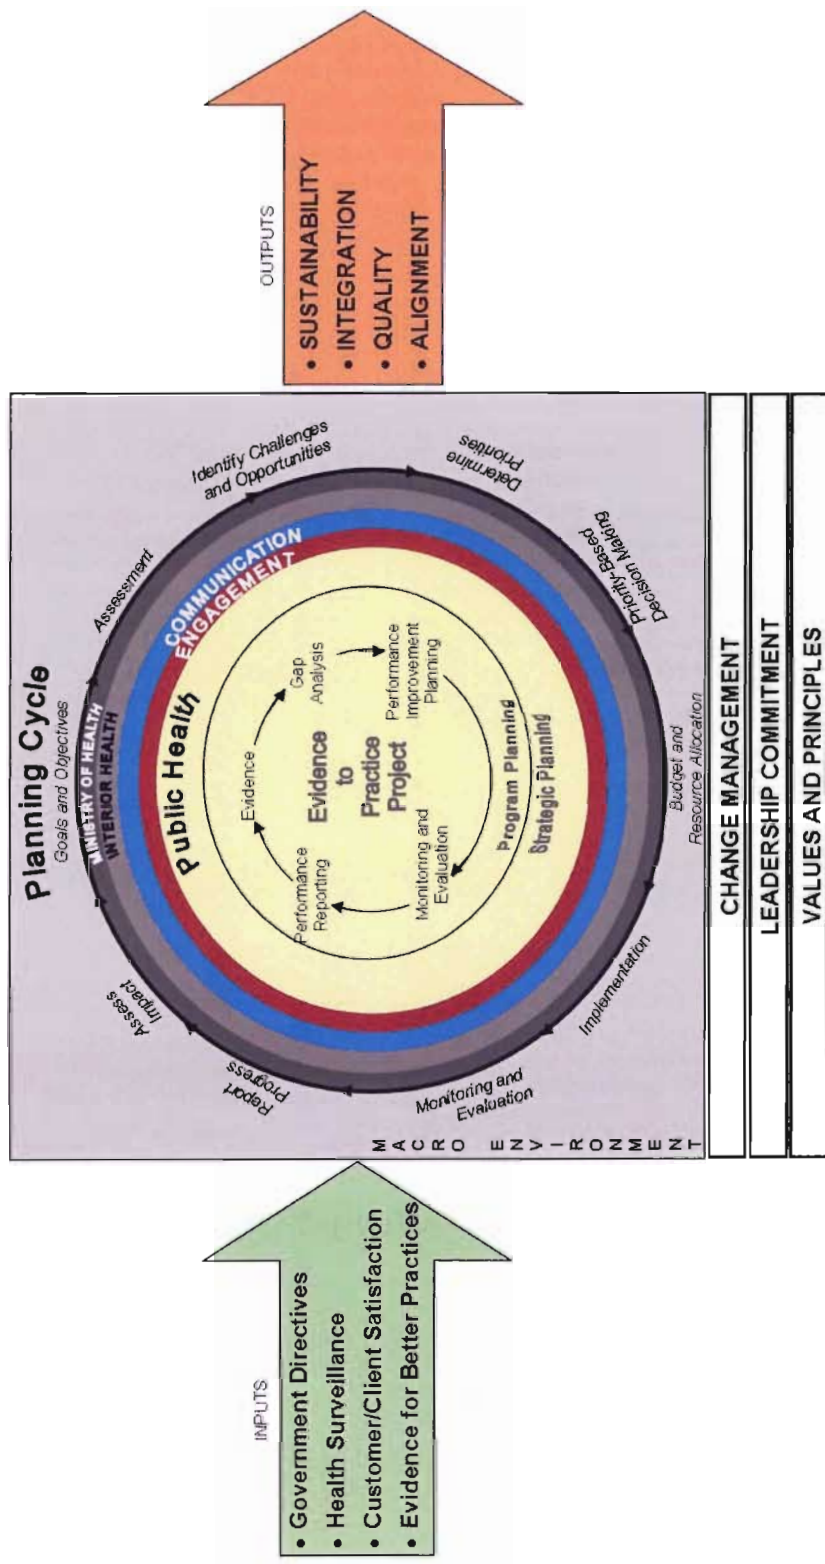 INPUTS
• Government Directives
• Health Surveillance
• Customer/Client Satisfaction
• Evidence for Better Practices
Planning Cycle
Goals and Objectives
MINISTRY OF HEALTH
INTERIOR HEALTH
Assessment
Identify Challenges
and Opportunities
Determine
Priorities
Priority-Based
Decision Making
Budget and
Resource Allocation
Implementation
Monitoring and
Evaluation
Report
Progress
Assess
Impact
COMMUNICATION
ENGAGEMENT
Public Health
Evidence
Gap
Analysis
Performance
Improvement
Planning
Monitoring and
Evaluation
Performance
Reporting
Evidence
to
Practice
Project
Program Planning
Strategic Planning
MACRO ENVIRONMENT
OUTPUTS
• SUSTAINABILITY
• INTEGRATION
• QUALITY
• ALIGNMENT
CHANGE MANAGEMENT
LEADERSHIP COMMITMENT
VALUES AND PRINCIPLES